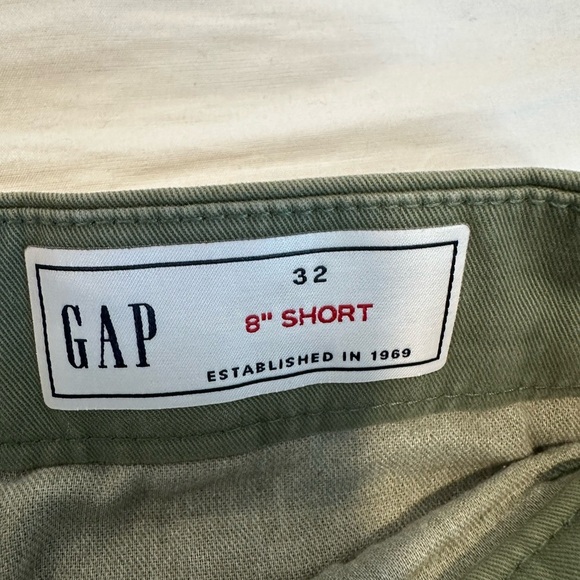 32
GAP
8" SHORT
ESTABLISHED IN 1969